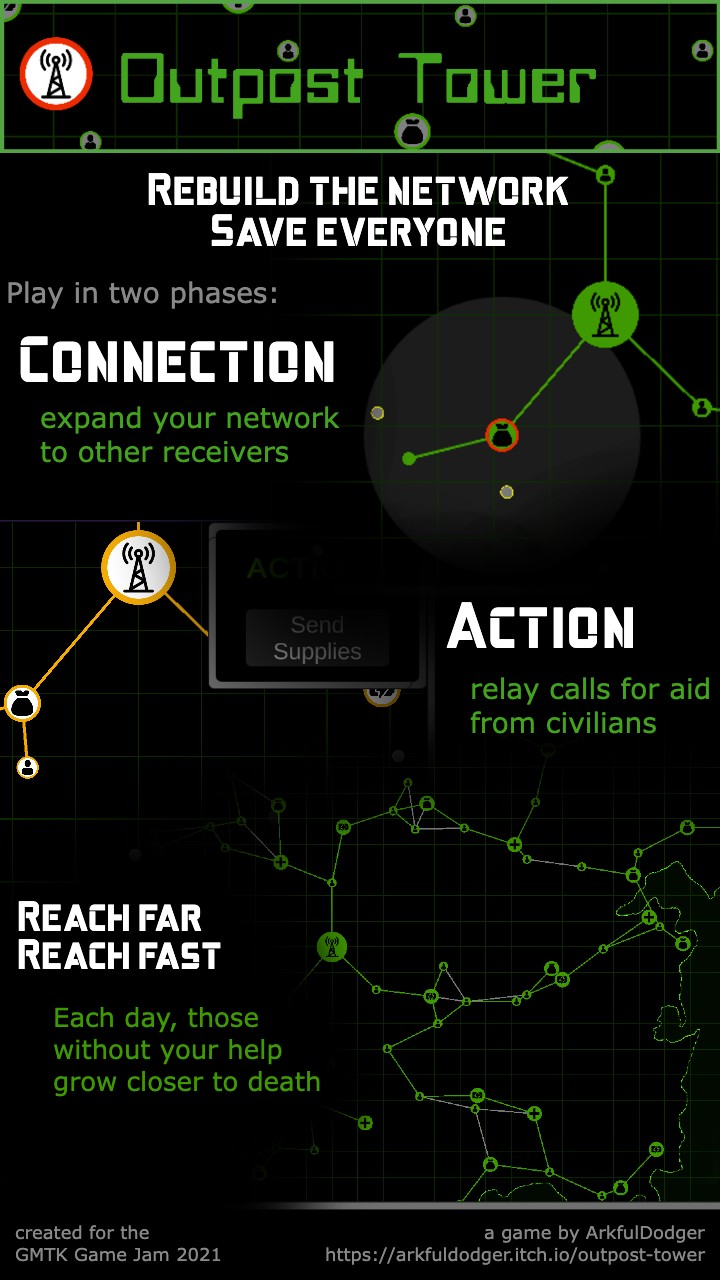 Outpost Tower
REBUILD THE NETWORK
SAVE EVERYONE
Play in two phases:
CONNECTION
expand your network
to other receivers
ACTI
Send
Supplies
ACTION
relay calls for aid
from civilians
REACH FAR
REACH FAST
Each day, those
without your help
grow closer to death
created for the
GMTK Game Jam 2021
a game by ArkfulDodger
https://arkfuldodger.itch.io/outpost-tower